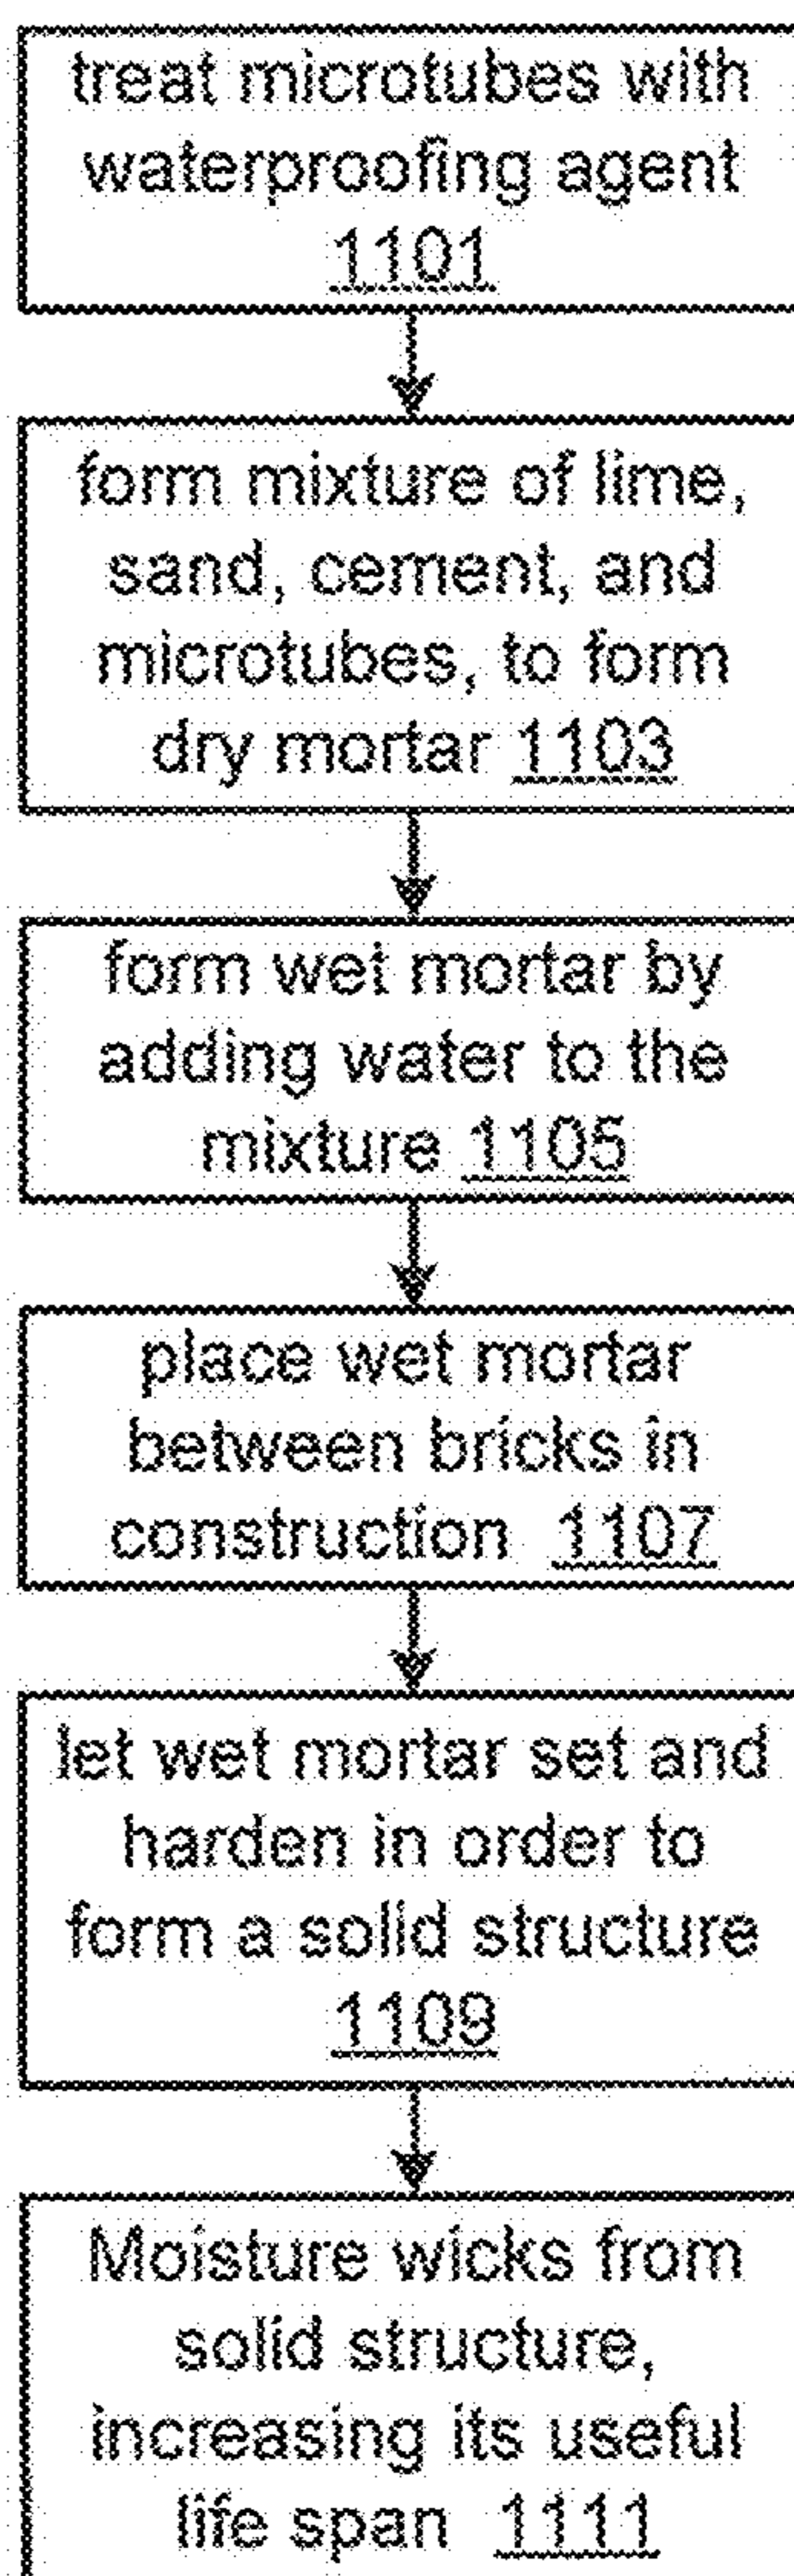 treat microtubes with
waterproofing agent
1101
form mixture of lime,
sand, cement, and
microtubes, to form
dry mortar 1103
form wet mortar by
adding water to the
mixture 1105
place wet mortar
between bricks in
construction 1107
let wet mortar set and
harden in order to
form a solid structure
1109
Moisture wicks from
solid structure,
increasing its useful
life span 1111